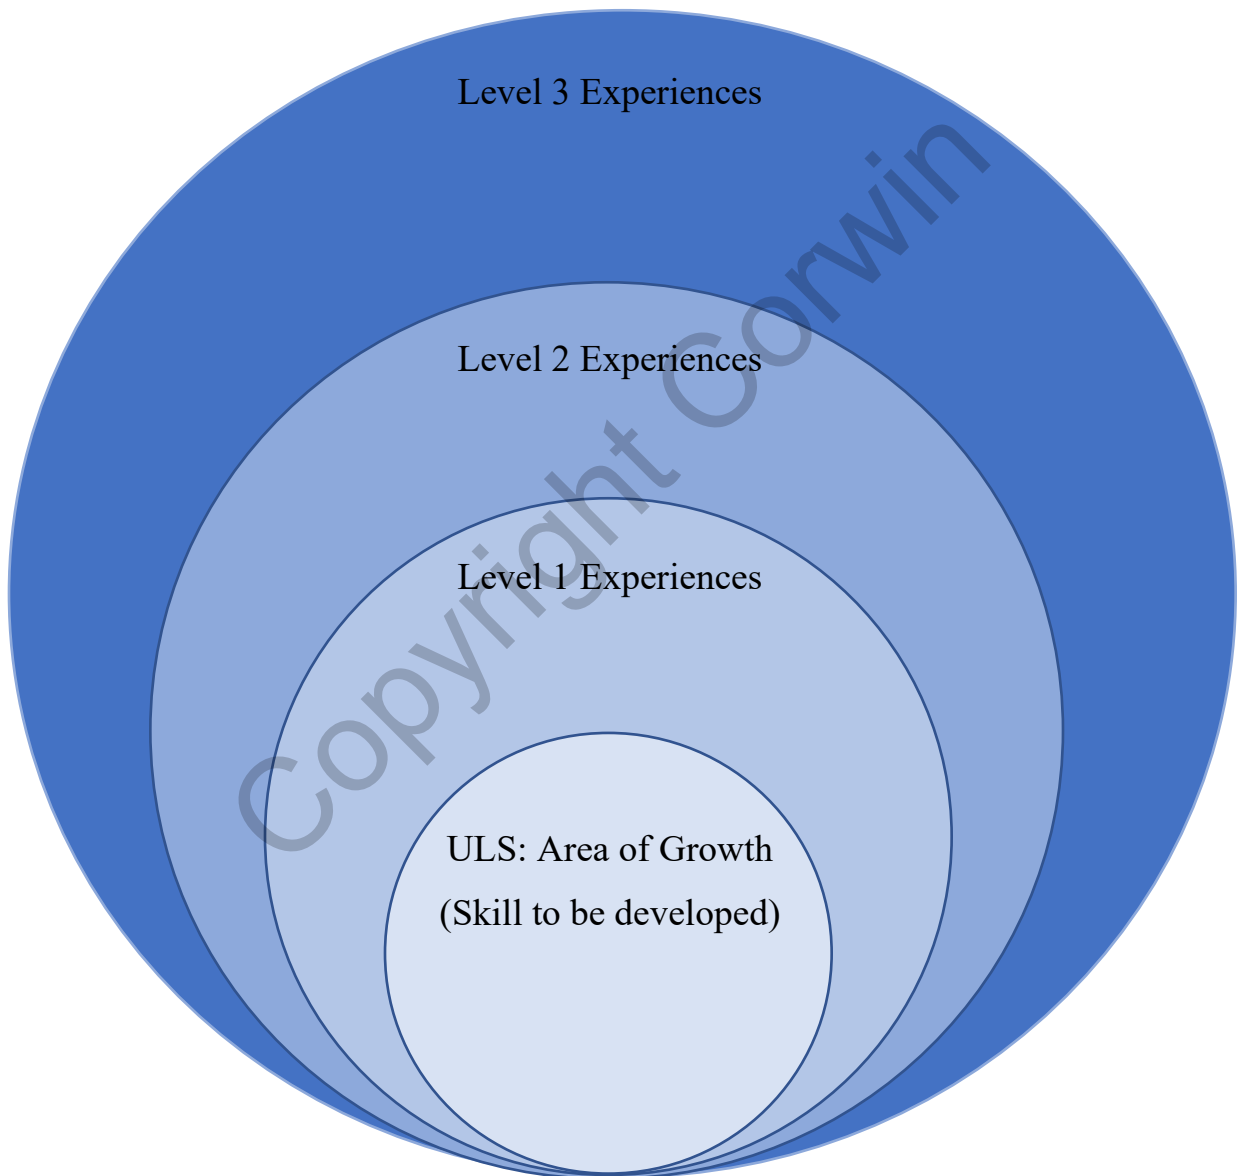 Level 3 Experiences
Level 2 Experiences
Level 1 Experiences
ULS: Area of Growth
(Skill to be developed)
Copyright Corwin